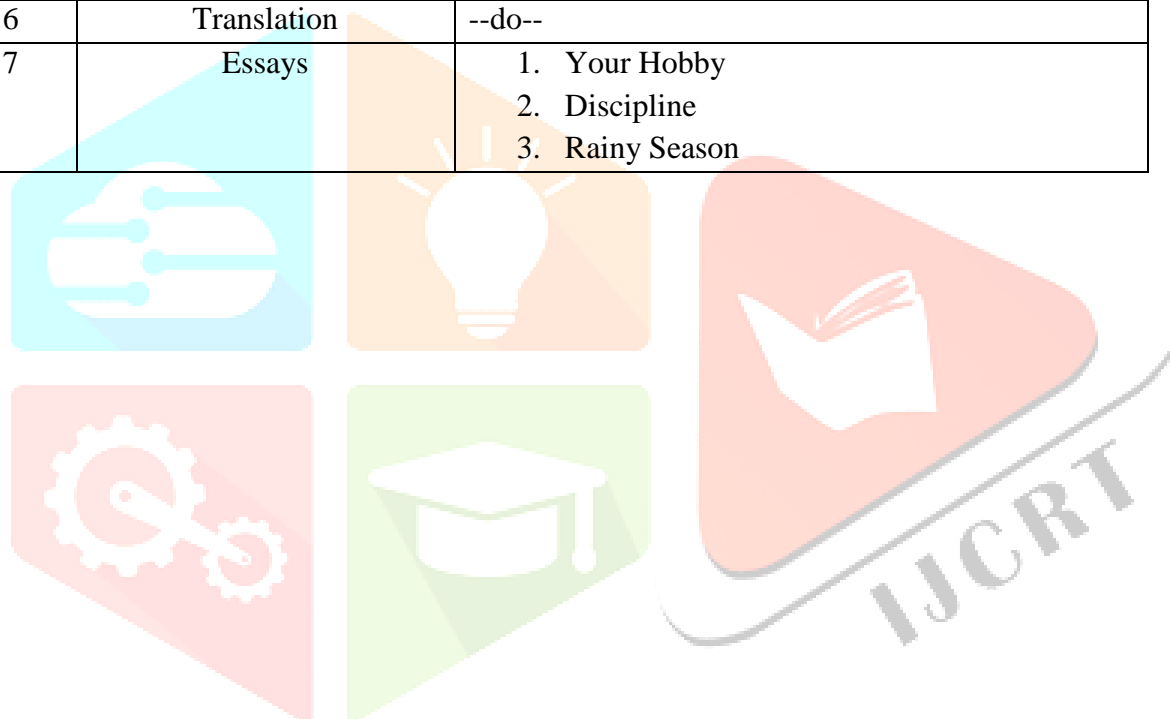 6 Translation --do--
7 Essays 1. Your Hobby
2. Discipline
3. Rainy Season
IJCRT